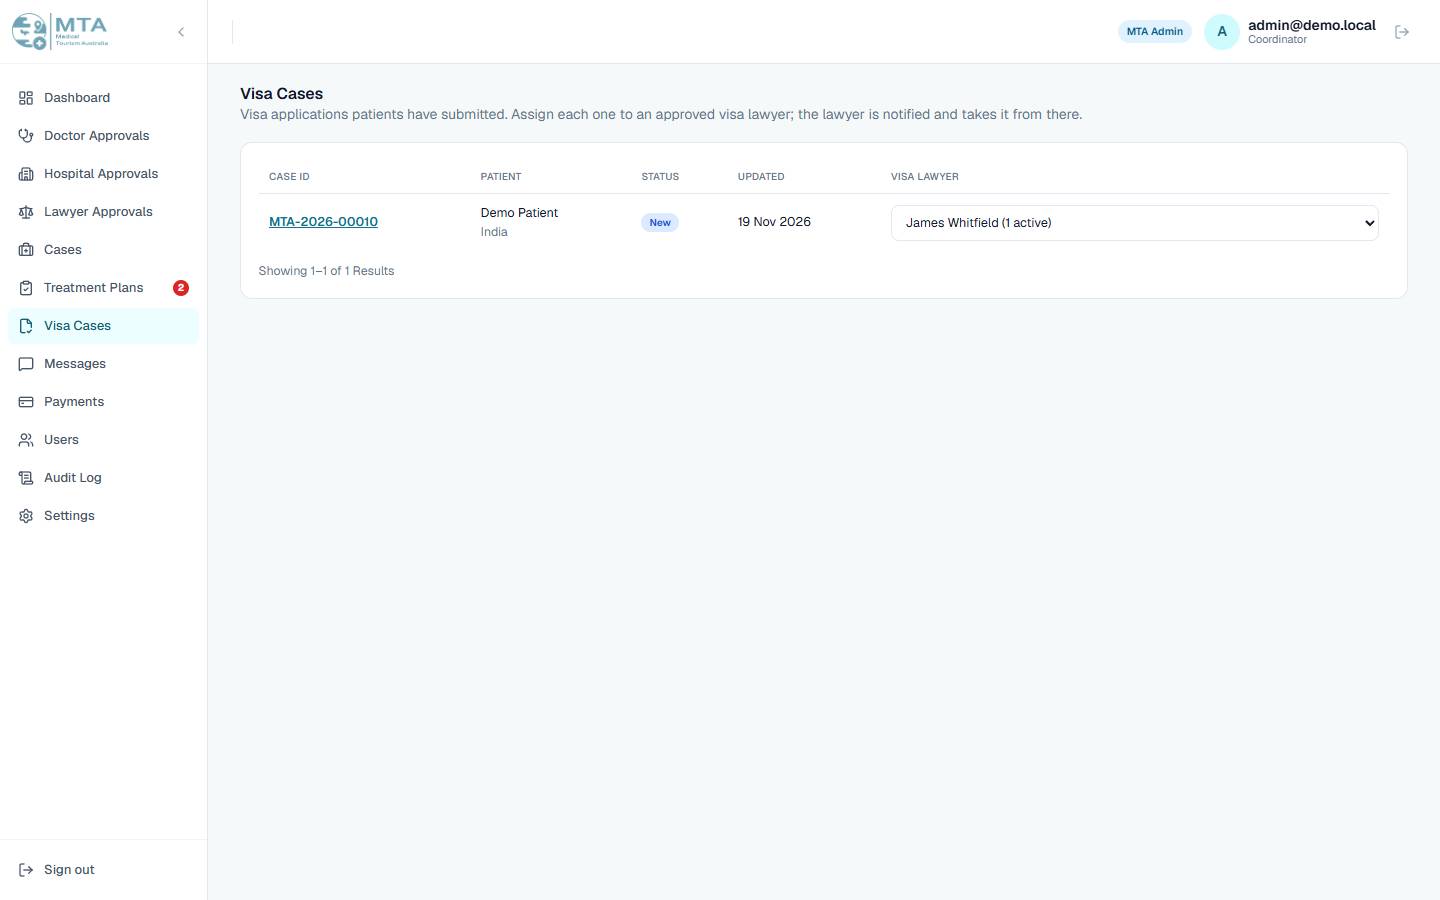 MTA
Medical
Tourism Australia
MTA Admin
A
admin@demo.local
Coordinator
Dashboard
Doctor Approvals
Hospital Approvals
Lawyer Approvals
Cases
Treatment Plans 2
Visa Cases
Messages
Payments
Users
Audit Log
Settings
Sign out
Visa Cases
Visa applications patients have submitted. Assign each one to an approved visa lawyer; the lawyer is notified and takes it from there.
CASE ID PATIENT STATUS UPDATED VISA LAWYER
MTA-2026-00010 Demo Patient India New 19 Nov 2026 James Whitfield (1 active)
Showing 1–1 of 1 Results